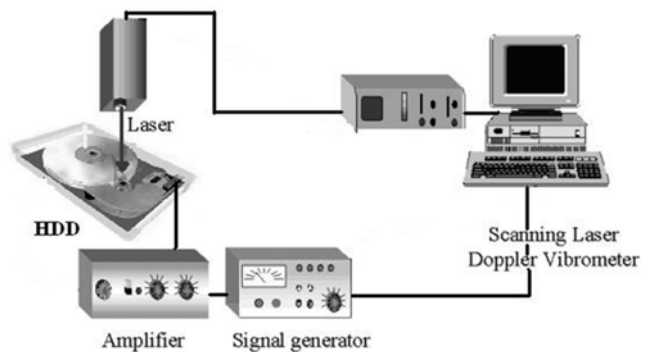 Laser
HDD
Scanning Laser
Doppler Vibrometer
Amplifier
Signal generator